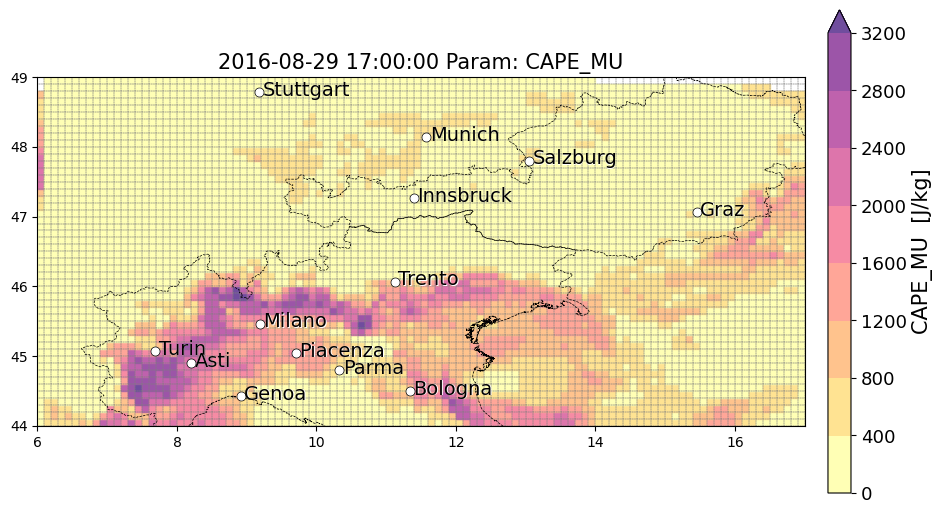 2016-08-29 17:00:00 Param: CAPE_MU
49
48
47
46
45
44
6
8
10
12
14
16
Stuttgart
Munich
Salzburg
Innsbruck
Graz
Trento
Milano
Turin
Asti
Piacenza
Parma
Genoa
Bologna
3200
2800
2400
2000
1600
1200
800
400
0
CAPE_MU [J/kg]